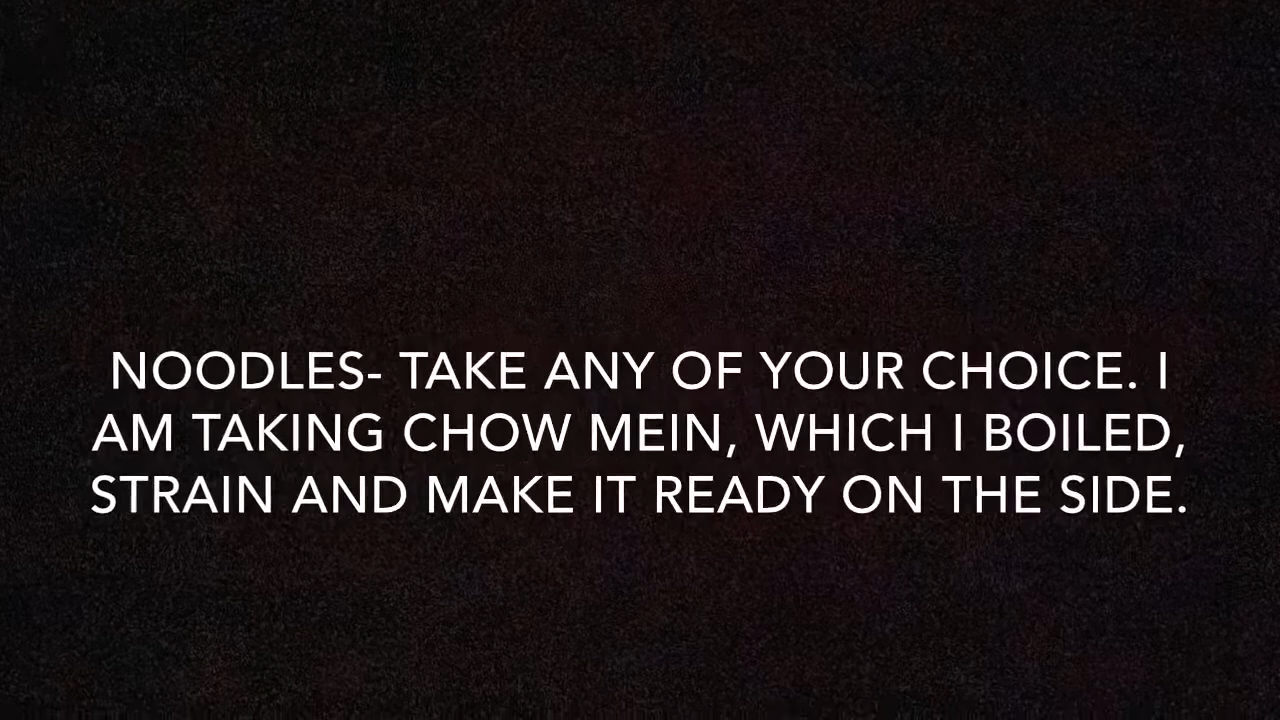 NOODLES- TAKE ANY OF YOUR CHOICE. I
AM TAKING CHOW MEIN, WHICH I BOILED,
STRAIN AND MAKE IT READY ON THE SIDE.